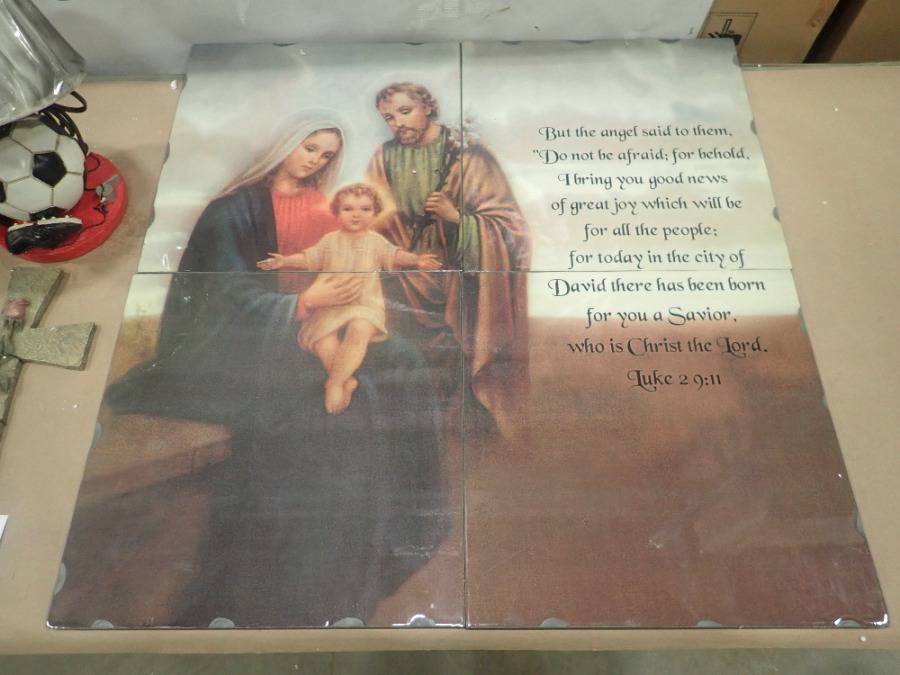 But the angel said to them,
"Do not be afraid; for behold,
I bring you good news
of great joy which will be
for all the people;
for today in the city of
David there has been born
for you a Savior,
who is Christ the Lord.
Luke 2 9:11